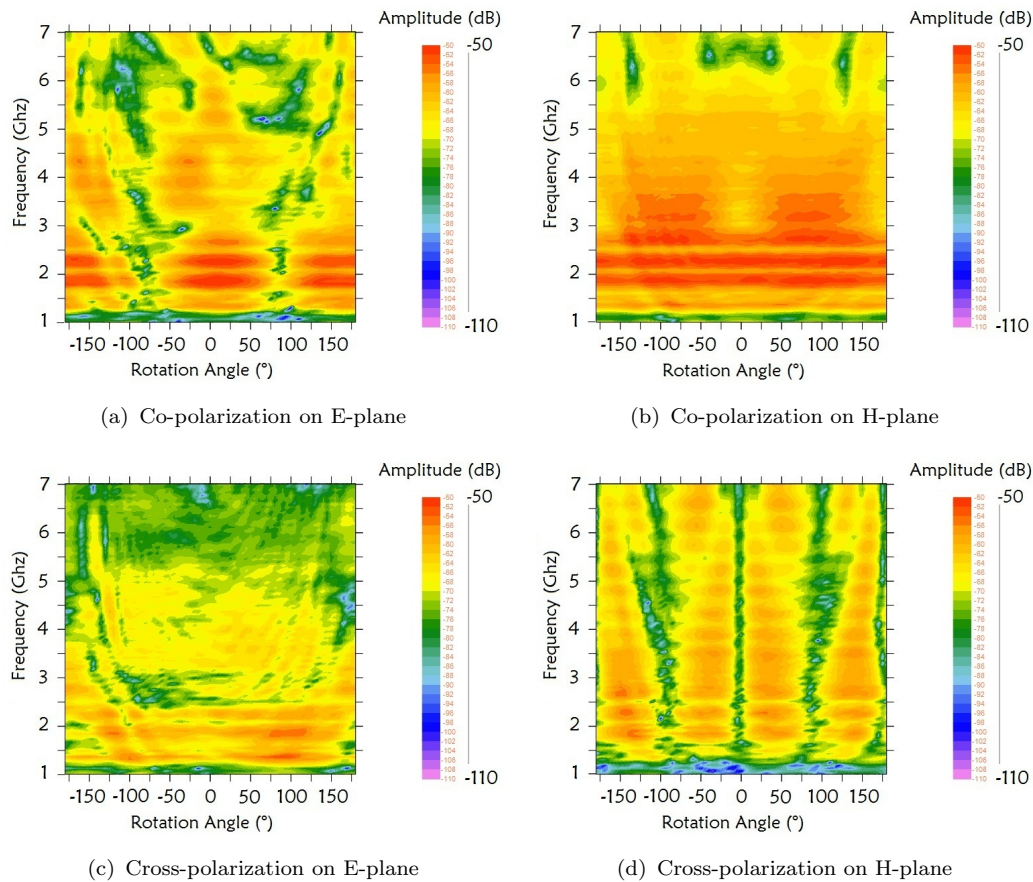 Amplitude (dB)
-50
-110
Frequency (Ghz)
7
6
5
4
3
2
1
-150 -100 -50 0 50 100 150
Rotation Angle (°)
(a) Co-polarization on E-plane
Amplitude (dB)
-50
-110
Frequency (Ghz)
7
6
5
4
3
2
1
-150 -100 -50 0 50 100 150
Rotation Angle (°)
(b) Co-polarization on H-plane
Amplitude (dB)
-50
-110
Frequency (Ghz)
7
6
5
4
3
2
1
-150 -100 -50 0 50 100 150
Rotation Angle (°)
(c) Cross-polarization on E-plane
Amplitude (dB)
-50
-110
Frequency (Ghz)
7
6
5
4
3
2
1
-150 -100 -50 0 50 100 150
Rotation Angle (°)
(d) Cross-polarization on H-plane